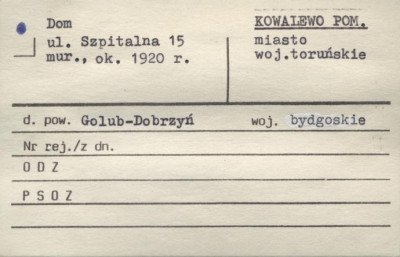 Dom
ul. Szpitalna 15
mur., ok. 1920 r.
KOWALEWO POM.
miasto
woj.toruńskie
d. pow. Golub-Dobrzyń woj. bydgoskie
Nr rej./z dn.
O D Z
P S O Z